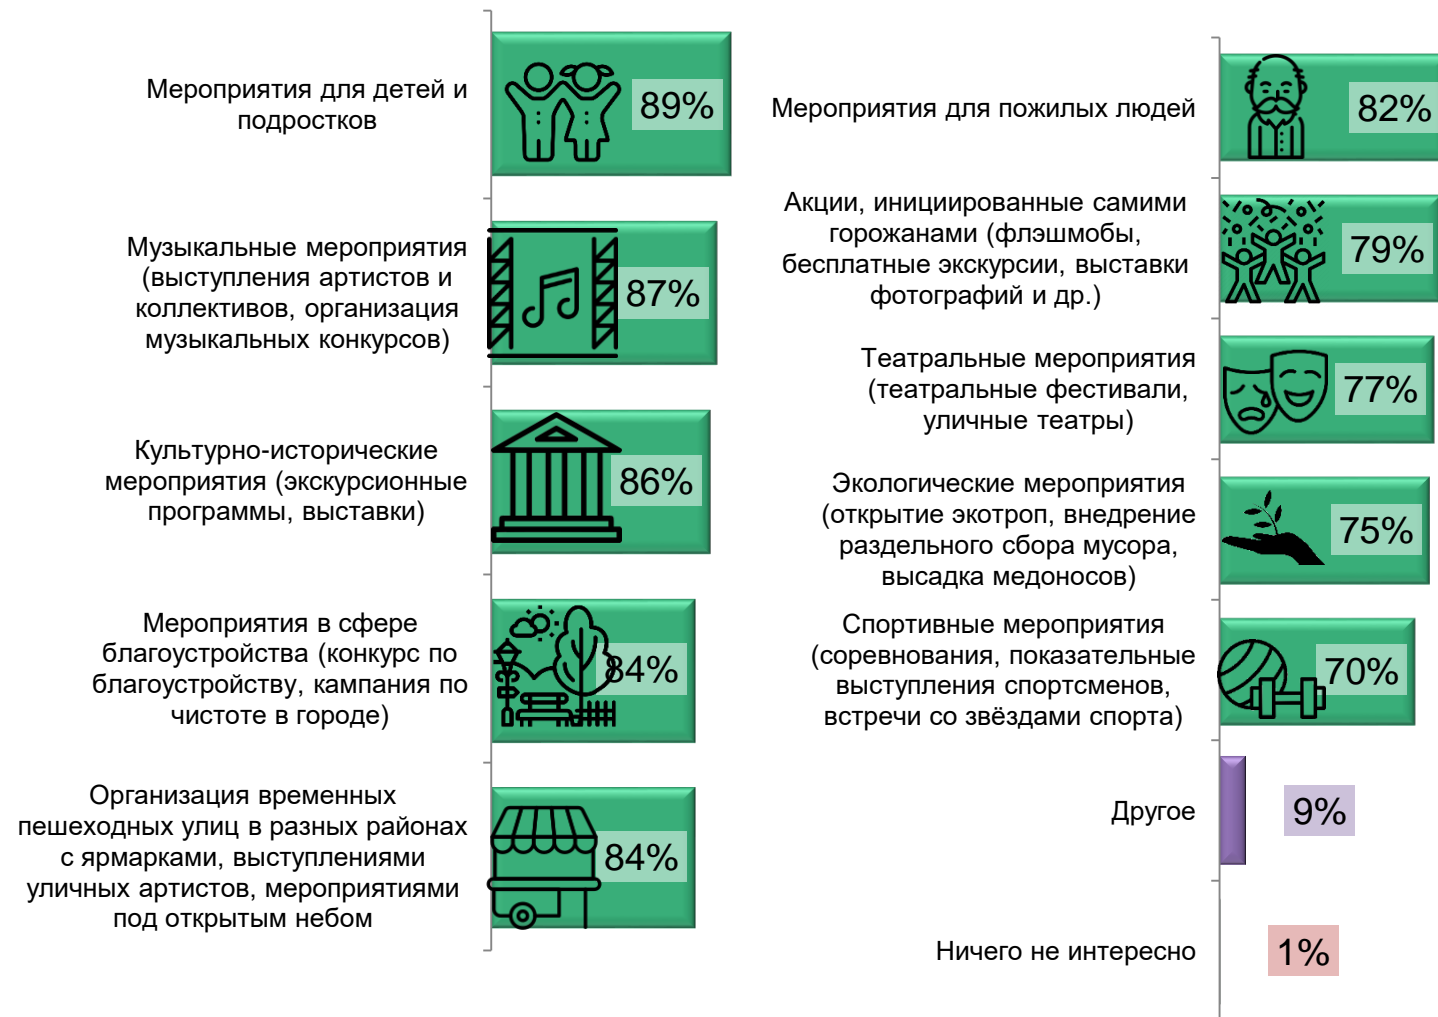 Мероприятия для детей и
подростков
89%
Музыкальные мероприятия
(выступления артистов и
коллективов, организация
музыкальных конкурсов)
87%
Культурно-исторические
мероприятия (экскурсионные
программы, выставки)
86%
Мероприятия в сфере
благоустройства (конкурс по
благоустройству, кампания по
чистоте в городе)
84%
Организация временных
пешеходных улиц в разных районах
с ярмарками, выступлениями
уличных артистов, мероприятиями
под открытым небом
84%
Мероприятия для пожилых людей
82%
Акции, инициированные самими
горожанами (флэшмобы,
бесплатные экскурсии, выставки
фотографий и др.)
79%
Театральные мероприятия
(театральные фестивали,
уличные театры)
77%
Экологические мероприятия
(открытие экотроп, внедрение
раздельного сбора мусора,
высадка медоносов)
75%
Спортивные мероприятия
(соревнования, показательные
выступления спортсменов,
встречи со звёздами спорта)
70%
Другое
9%
Ничего не интересно
1%